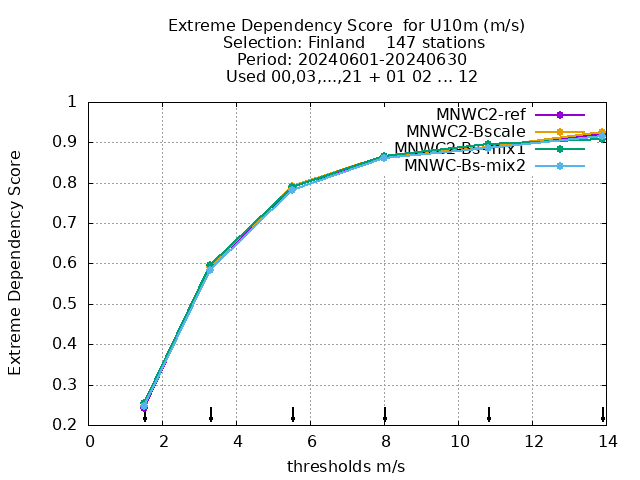 Extreme Dependency Score  for U10m (m/s)
Selection: Finland    147 stations
Period: 20240601-20240630
Used 00,03,...,21 + 01 02 ... 12
Extreme Dependency Score
1
0.9
0.8
0.7
0.6
0.5
0.4
0.3
0.2
MNWC2-ref
MNWC2-Bscale
MNWC2-Bs-mix1
MNWC-Bs-mix2
0 2 4 6 8 10 12 14
thresholds m/s